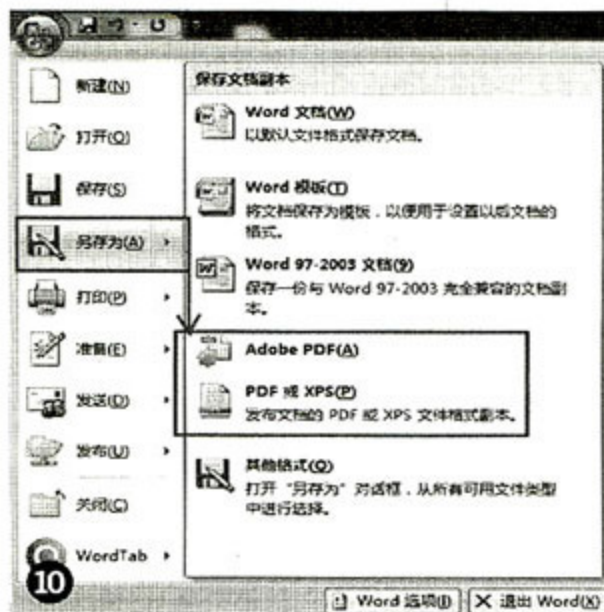 新建(N)
打开(O)
保存(S)
另存为(A)
打印(P)
准备(E)
发送(D)
发布(U)
关闭(C)
WordTab
10
保存文档副本
Word 文档(W)
以默认文件格式保存文档。
Word 模板(T)
将文档保存为模板，以便用于设置以后文档的
格式。
Word 97-2003 文档(9)
保存一份与 Word 97-2003 完全兼容的文档副
本。
Adobe PDF(A)
PDF 或 XPS(P)
发布文档的 PDF 或 XPS 文件格式副本。
其他格式(O)
打开“另存为”对话框，从所有可用文件类型
中进行选择。
Word 选项(I)
退出 Word(X)